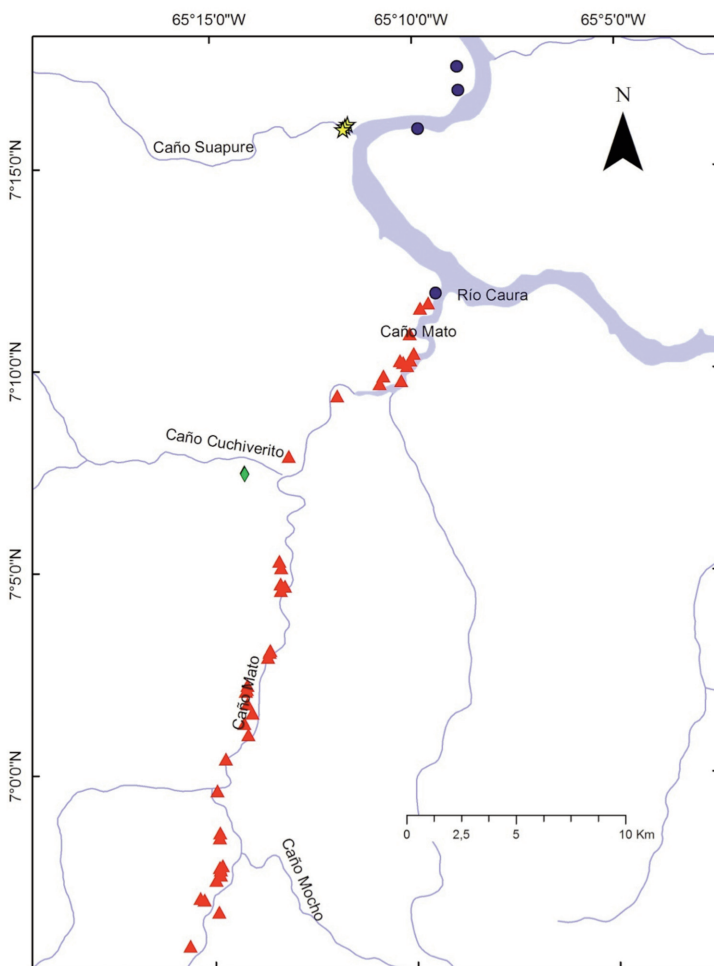 65°15'0"W
65°10'0"W
65°5'0"W
N
Caño Suapure
7°15'0"N
Río Caura
Caño Mato
7°10'0"N
Caño Cuchiverito
7°5'0"N
Caño Mato
7°0'0"N
0
2,5
5
10 Km
Caño Mocho